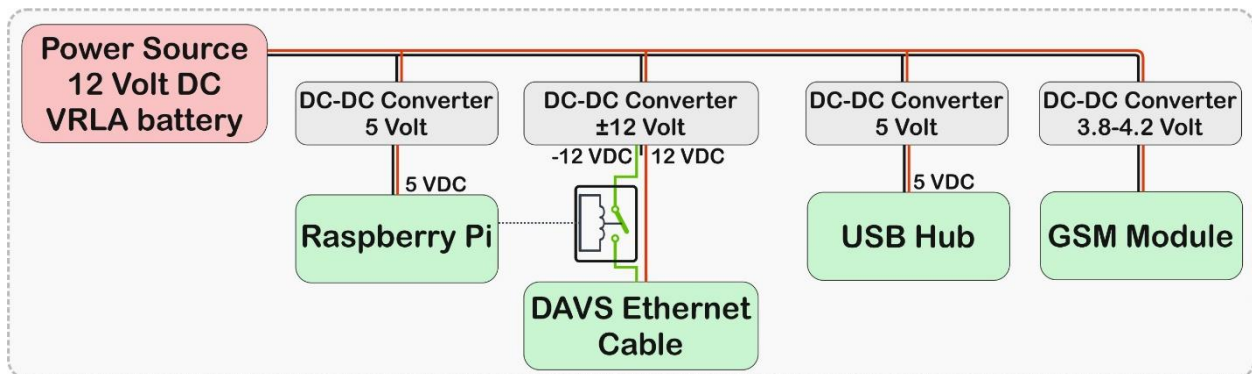 Power Source
12 Volt DC
VRLA battery
DC-DC Converter
5 Volt
DC-DC Converter
±12 Volt
DC-DC Converter
5 Volt
DC-DC Converter
3.8-4.2 Volt
-12 VDC
12 VDC
5 VDC
5 VDC
Raspberry Pi
USB Hub
GSM Module
DAVS Ethernet
Cable